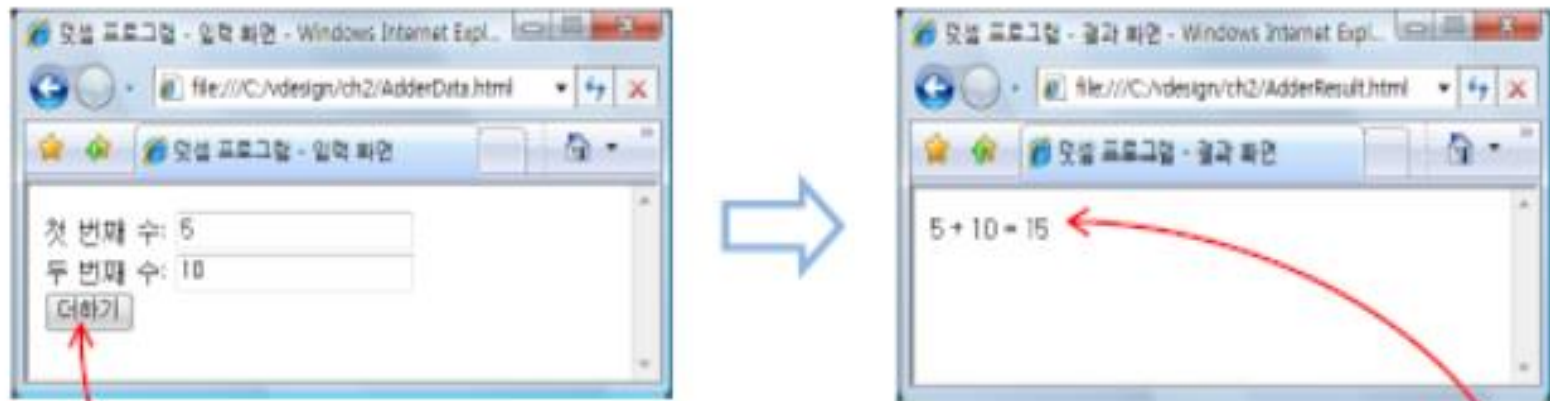 덧셈 프로그램 - 입력 화면 - Windows Internet Expl...
file:///C:/vdesign/ch2/AdderData.html
덧셈 프로그램 - 입력 화면
첫 번째 수: 5
두 번째 수: 10
더하기
덧셈 프로그램 - 결과 화면 - Windows Internet Expl...
file:///C:/vdesign/ch2/AdderResult.html
덧셈 프로그램 - 결과 화면
5 + 10 = 15